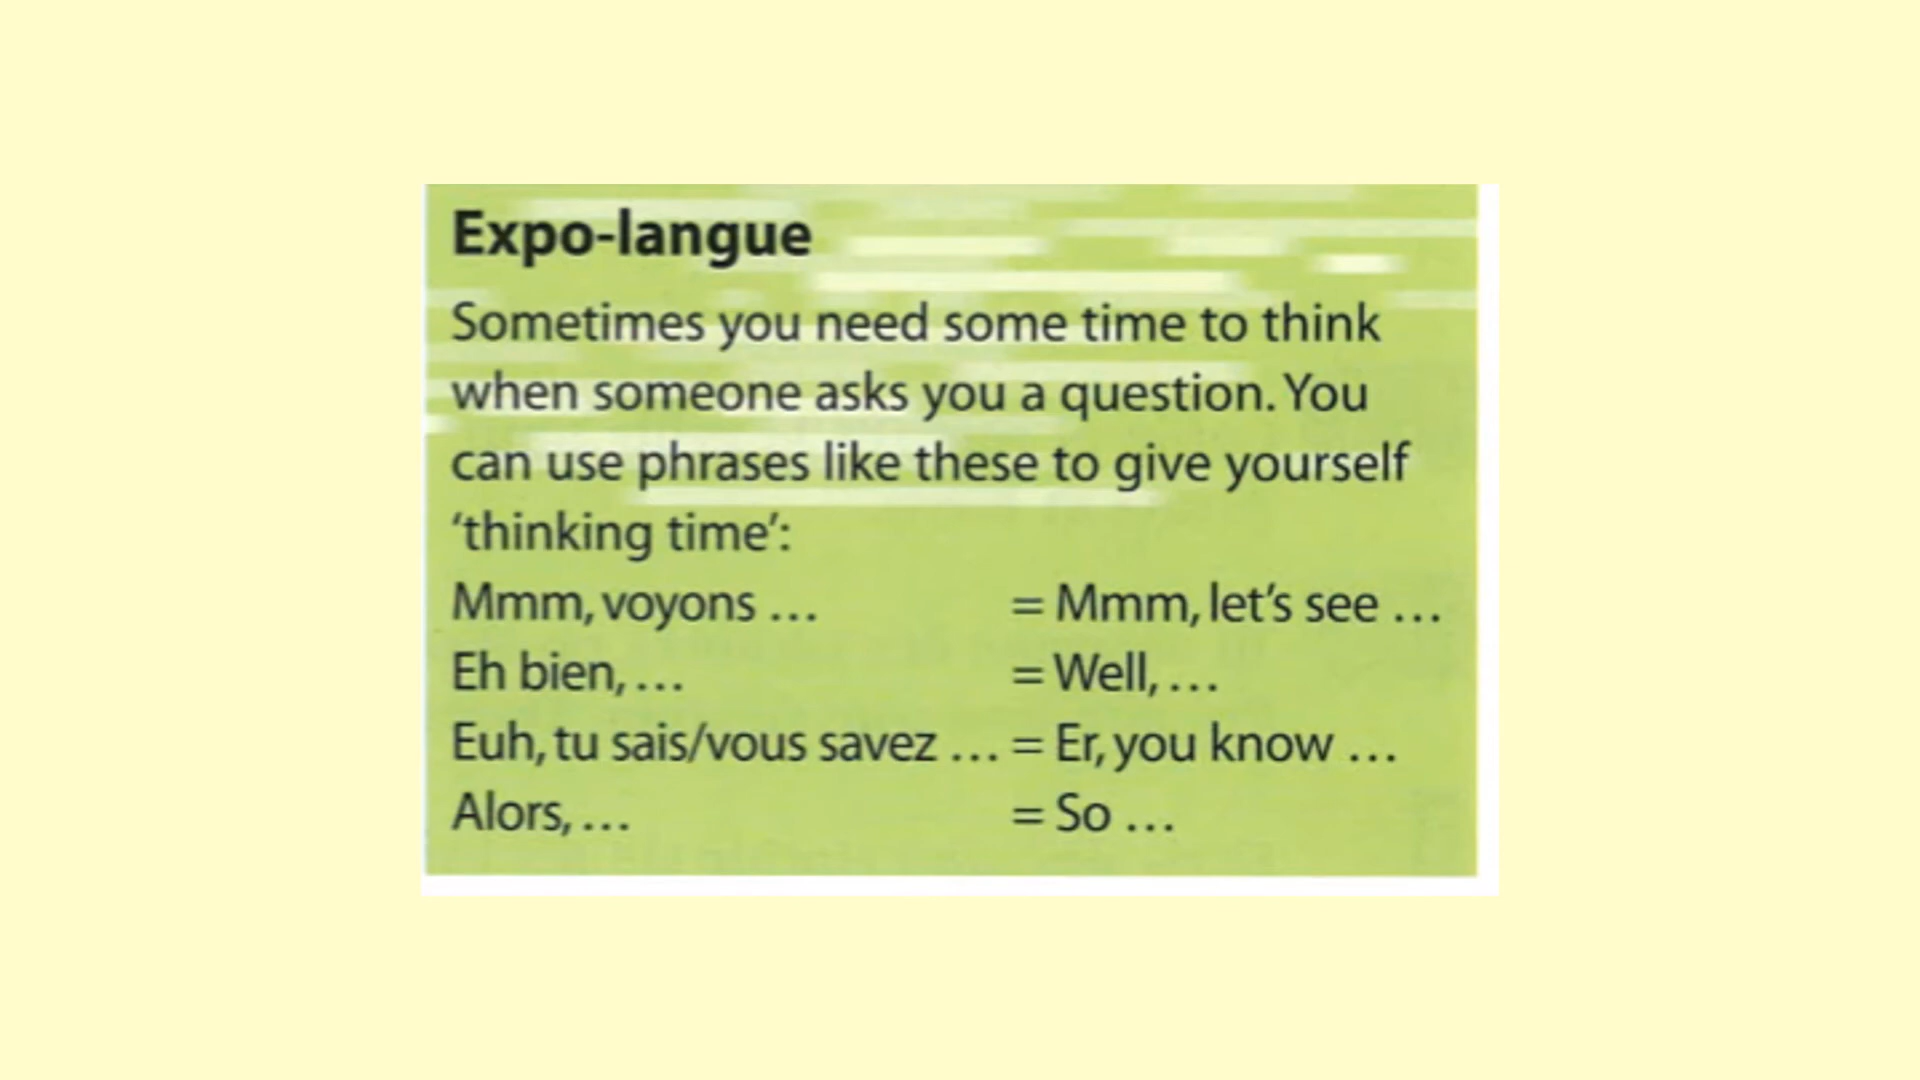 Expo-langue
Sometimes you need some time to think
when someone asks you a question. You
can use phrases like these to give yourself
‘thinking time’:
Mmm, voyons … = Mmm, let’s see …
Eh bien, … = Well, …
Euh, tu sais/vous savez … = Er, you know …
Alors, … = So …